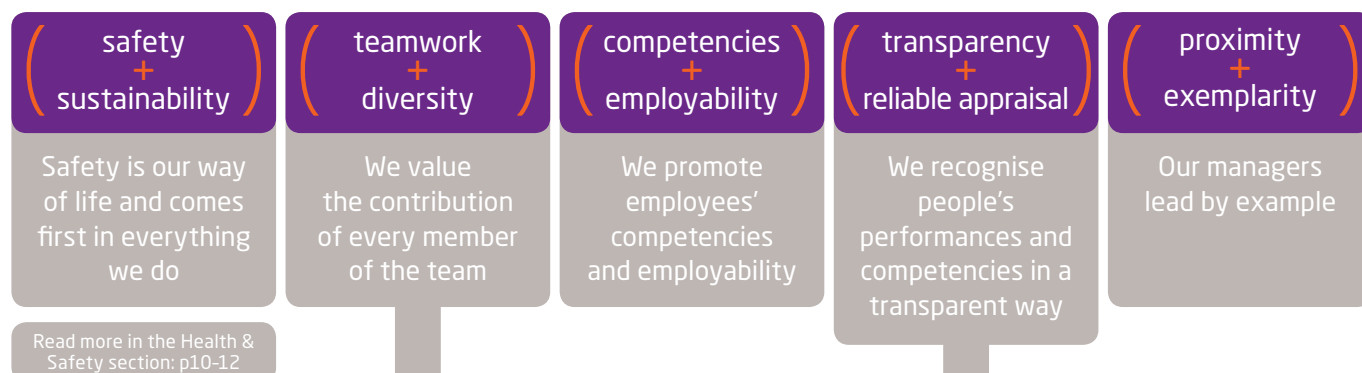 safety
+
sustainability
Safety is our way
of life and comes
first in everything
we do
Read more in the Health &
Safety section: p10–12
teamwork
+
diversity
We value
the contribution
of every member
of the team
competencies
+
employability
We promote
employees’
competencies
and employability
transparency
+
reliable appraisal
We recognise
people’s
performances and
competencies in a
transparent way
proximity
+
exemplarity
Our managers
lead by example